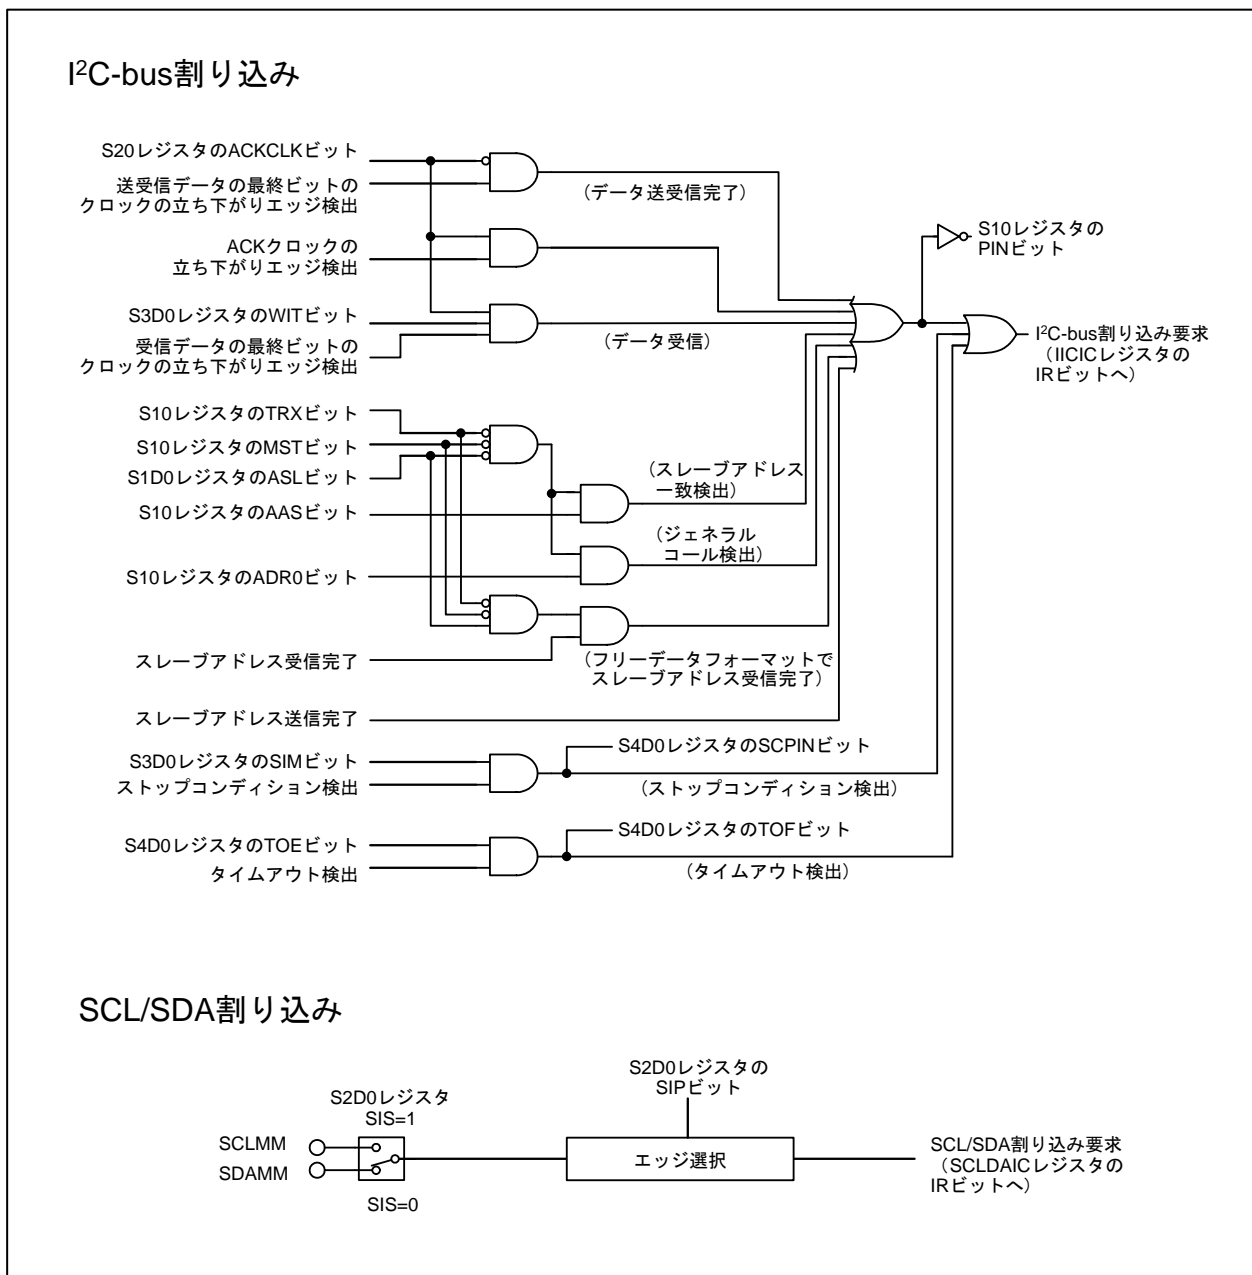 I²C-bus割り込み
S20レジスタのACKCLKビット
送受信データの最終ビットの
クロックの立ち下がりエッジ検出
(データ送受信完了)
S10レジスタの
PINビット
ACKクロックの
立ち下がりエッジ検出
S3D0レジスタのWITビット
受信データの最終ビットの
クロックの立ち下がりエッジ検出
(データ受信)
I²C-bus割り込み要求
(IICICレジスタの
IRビットへ)
S10レジスタのTRXビット
S10レジスタのMSTビット
S1D0レジスタのASLビット
S10レジスタのAASビット
(スレーブアドレス
一致検出)
(ジェネラル
コール検出)
S10レジスタのADR0ビット
スレーブアドレス受信完了
(フリーデータフォーマットで
スレーブアドレス受信完了)
スレーブアドレス送信完了
S3D0レジスタのSIMビット
ストップコンディション検出
S4D0レジスタのSCPINビット
(ストップコンディション検出)
S4D0レジスタのTOEビット
タイムアウト検出
S4D0レジスタのTOFビット
(タイムアウト検出)
SCL/SDA割り込み
S2D0レジスタ
SIS=1
SCLMM
SDAMM
SIS=0
S2D0レジスタの
SIPビット
エッジ選択
SCL/SDA割り込み要求
(SCLDAICレジスタの
IRビットへ)